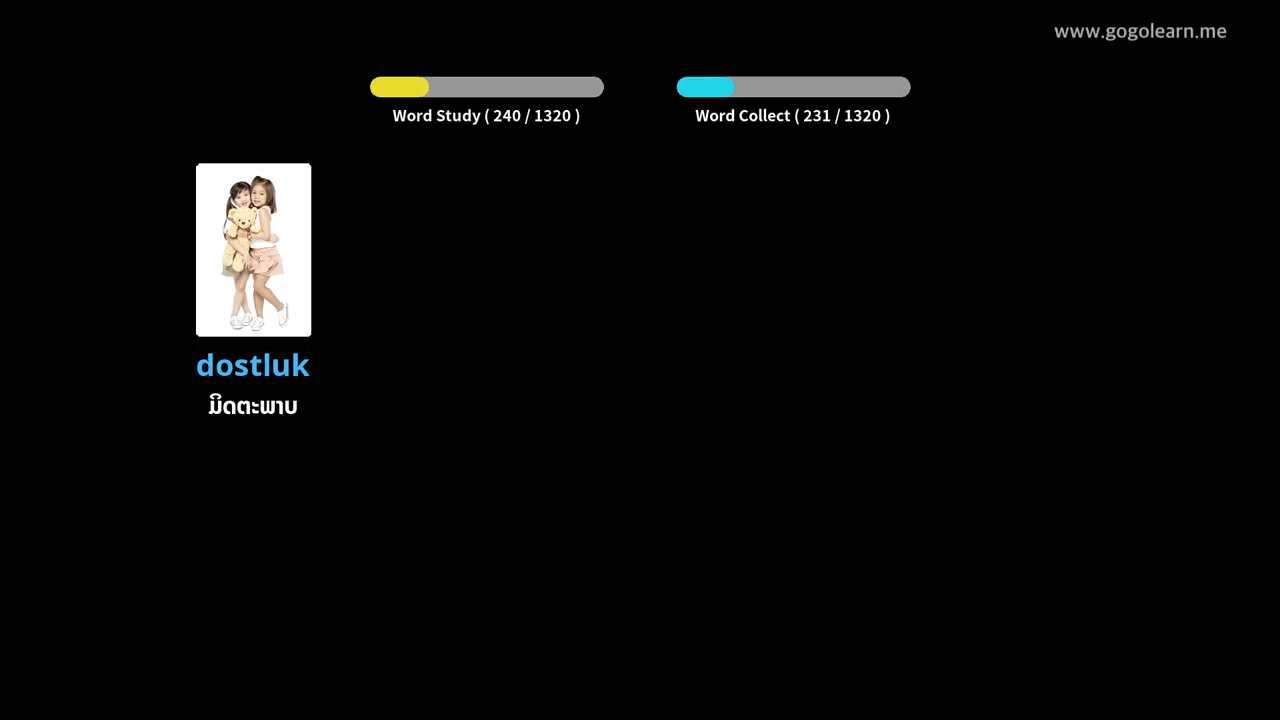 www.gogolearn.me
Word Study ( 240 / 1320 )
Word Collect ( 231 / 1320 )
dostluk
ມິດຕະພາບ